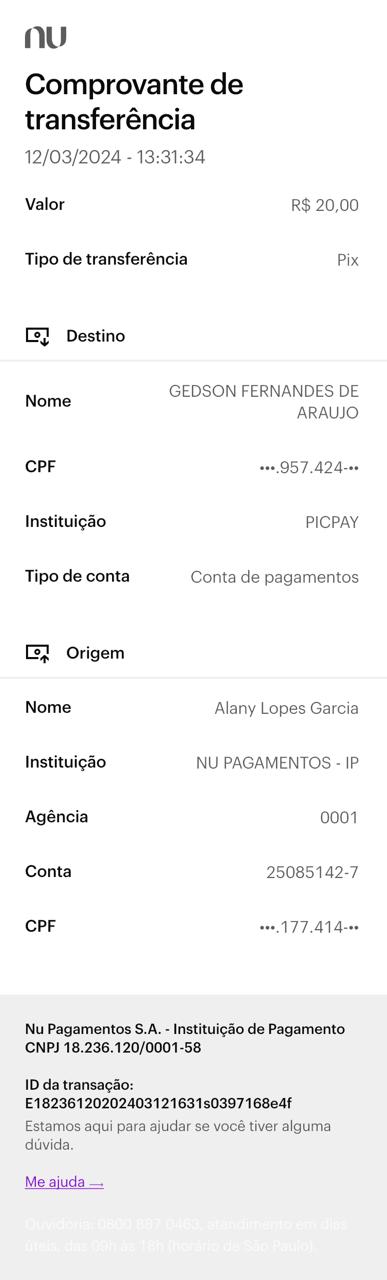 nu
Comprovante de
transferência
12/03/2024 - 13:31:34
Valor R$ 20,00
Tipo de transferência Pix
Destino
Nome GEDSON FERNANDES DE
ARAUJO
CPF •••.957.424-••
Instituição PICPAY
Tipo de conta Conta de pagamentos
Origem
Nome Alany Lopes Garcia
Instituição NU PAGAMENTOS - IP
Agência 0001
Conta 25085142-7
CPF •••.177.414-••
Nu Pagamentos S.A. - Instituição de Pagamento
CNPJ 18.236.120/0001-58
ID da transação:
E18236120202403121631s0397168e4f
Estamos aqui para ajudar se você tiver alguma
dúvida.
Me ajuda →
Ouvidoria: 0800 887 0463, atendimento em dias
úteis, das 09h às 18h (horário de São Paulo).